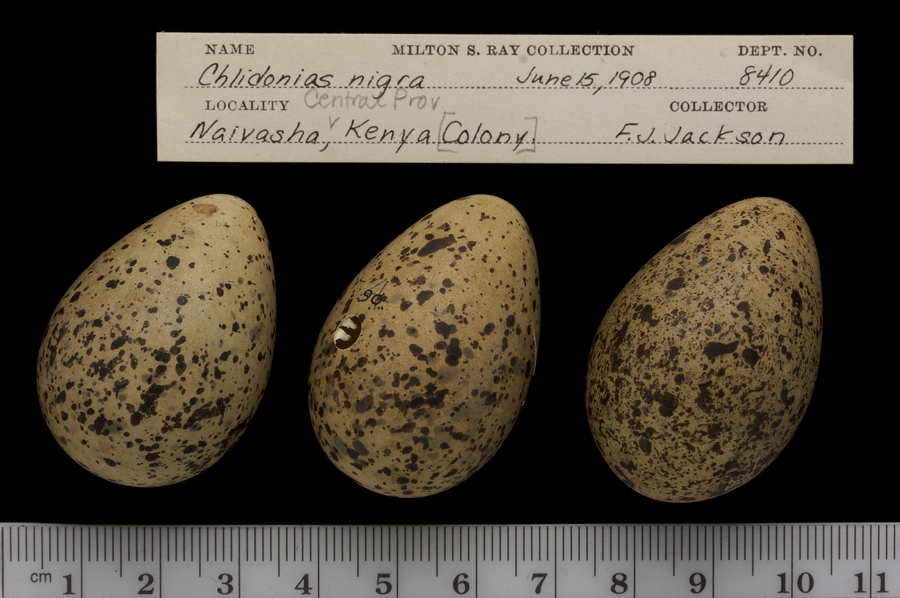 NAME MILTON S. RAY COLLECTION DEPT. NO.
Chlidonias nigra June 15, 1908 8410
LOCALITY Central Prov COLLECTOR
Naivasha, Kenya [Colony] F. J. Jackson
cm 1 2 3 4 5 6 7 8 9 10 11